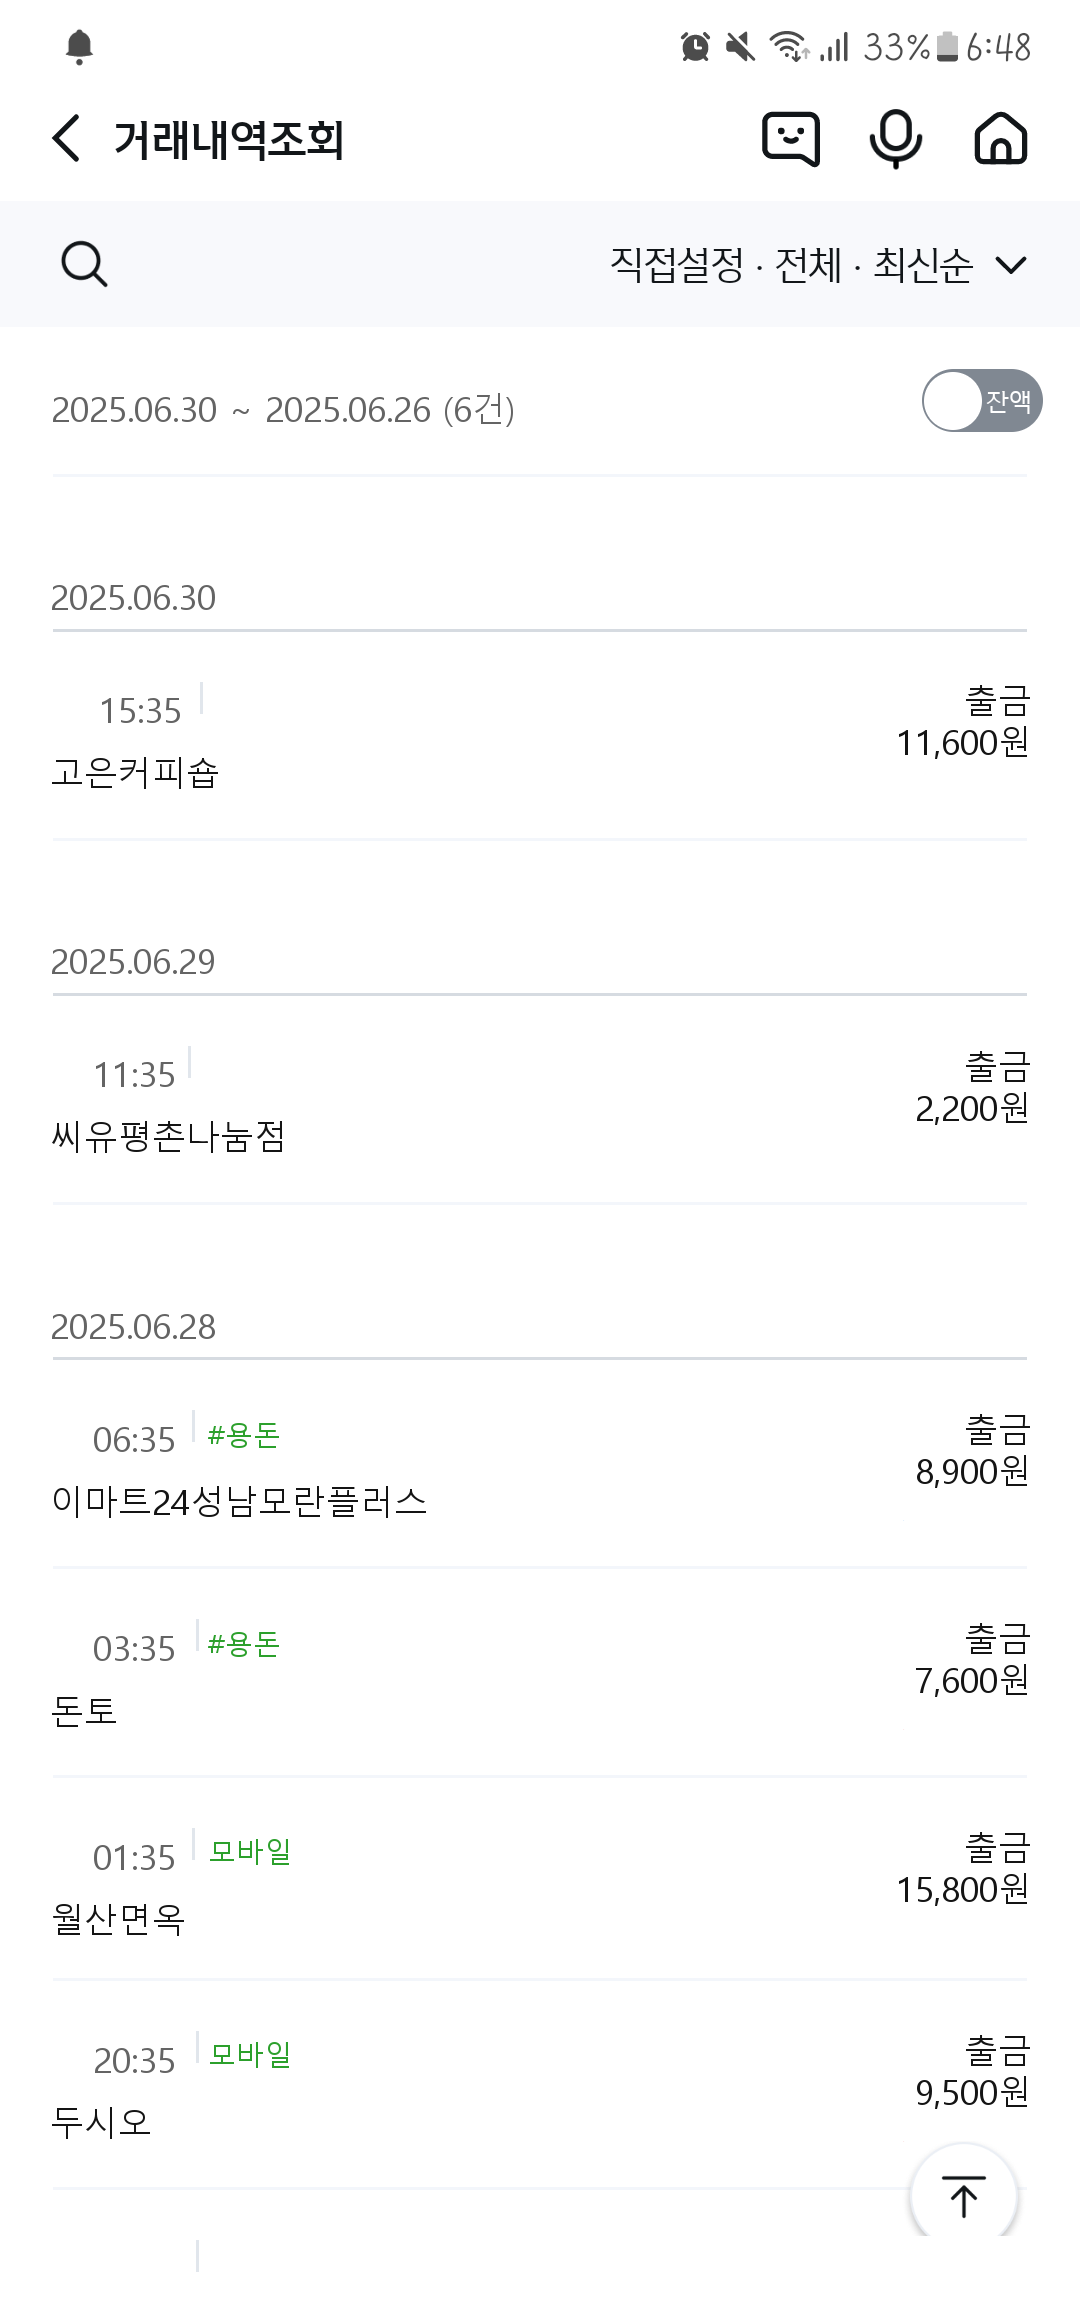 33% 6:48
거래내역조회
직접설정 · 전체 · 최신순
2025.06.30 ~ 2025.06.26 (6건)
잔액
2025.06.30
15:35
출금
11,600원
고은커피숍
2025.06.29
11:35
출금
2,200원
씨유평촌나눔점
2025.06.28
06:35 #용돈
출금
8,900원
이마트24성남모란플러스
03:35 #용돈
출금
7,600원
돈토
01:35 모바일
출금
15,800원
월산면옥
20:35 모바일
출금
9,500원
두시오